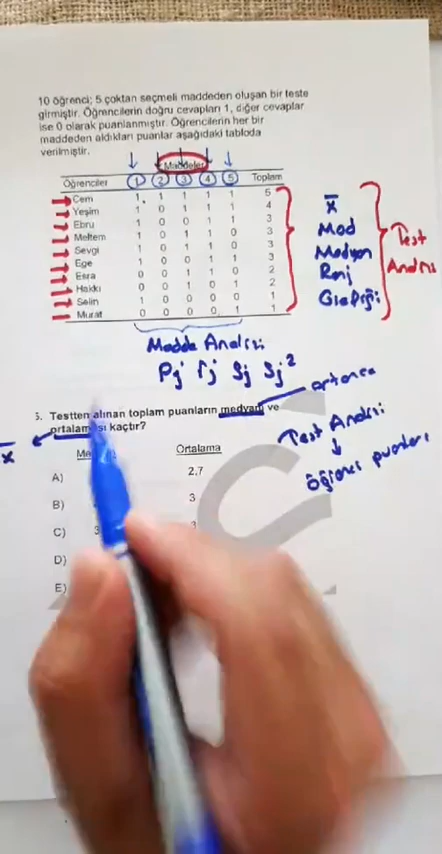 10 öğrenci; 5 çoktan seçmeli maddeden oluşan bir teste
girmiştir. Öğrencilerin doğru cevapları 1, diğer cevaplar
ise 0 olarak puanlanmıştır. Öğrencilerin her bir
maddeden aldıkları puanlar aşağıdaki tabloda
verilmiştir.
Maddeler
Öğrenciler 1 2 3 4 5 Toplam
Cem 1 1 1 1 1 5
Yeşim 1 0 1 1 1 4
Ebru 1 0 0 1 1 3
Meltem 1 0 1 1 0 3
Sevgi 1 0 1 1 0 3
Ege 1 0 0 1 1 3
Esra 0 0 1 1 0 2
Hakkı 0 0 1 0 1 2
Selin 1 0 0 0 0 1
Murat 0 0 0 0 1 1
x̄
Mod
Medyan
Ranj
Test
Analizi
Madde Analizi
Pj rj Sj Sj²
ortanca
5. Testten alınan toplam puanların medyanı ve
ortalaması kaçtır?
x̄
Test Analizi
öğrenci puanları
Ortalama
A) 2,7
B) 3
C) 3
D)
E)